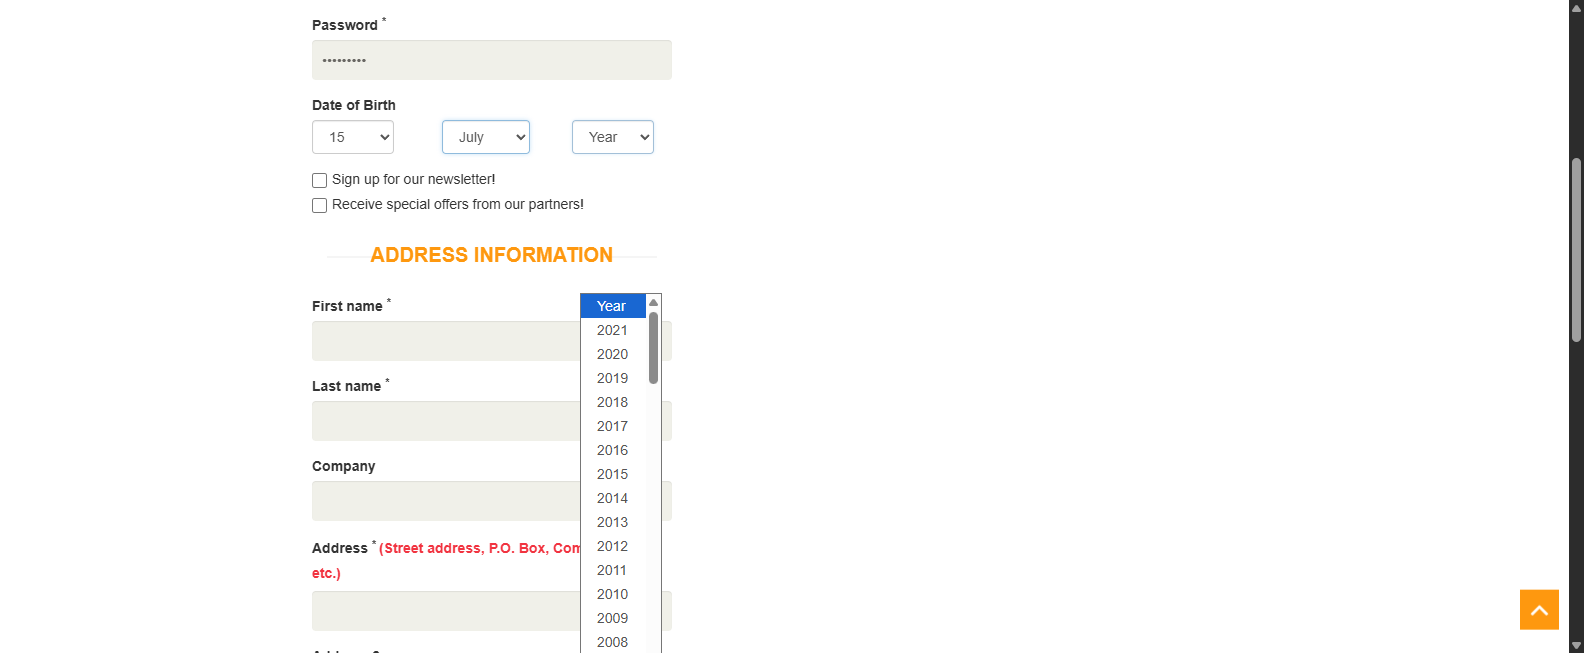 Password *
•••••••••
Date of Birth
15 July Year
Sign up for our newsletter!
Receive special offers from our partners!
ADDRESS INFORMATION
First name *
Year
2021
2020
2019
Last name *
2018
2017
2016
Company
2015
2014
2013
Address * (Street address, P.O. Box, Com
2012
etc.)
2011
2010
2009
2008